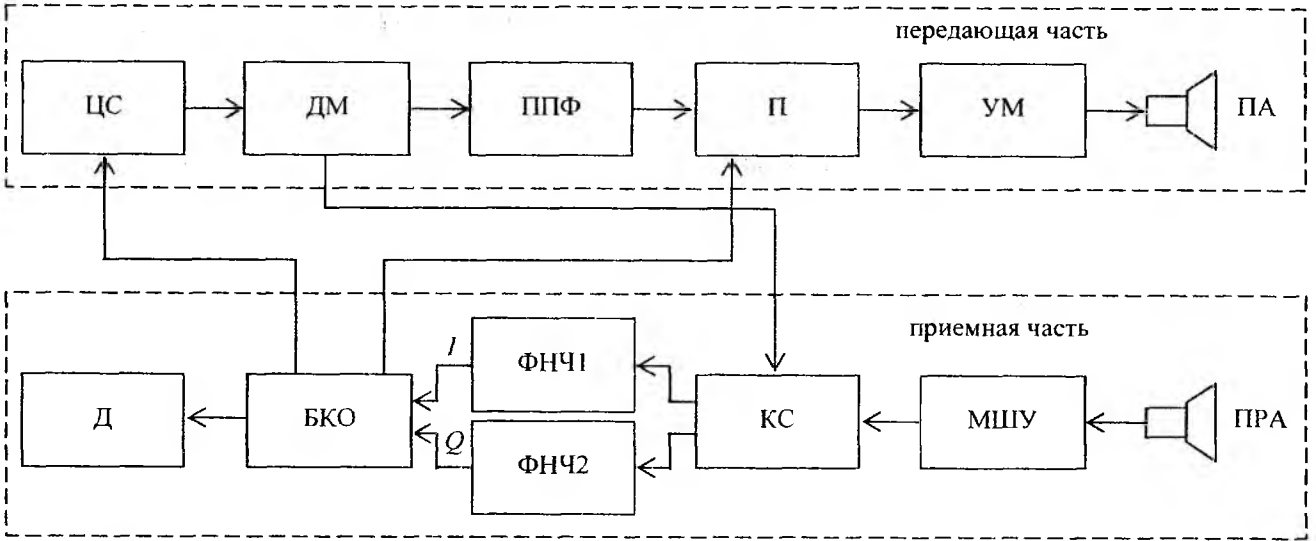 передающая часть
ЦС
ДМ
ППФ
П
УМ
ПА
приемная часть
I
ФНЧ1
Д
БКО
КС
МШУ
ПРА
Q
ФНЧ2